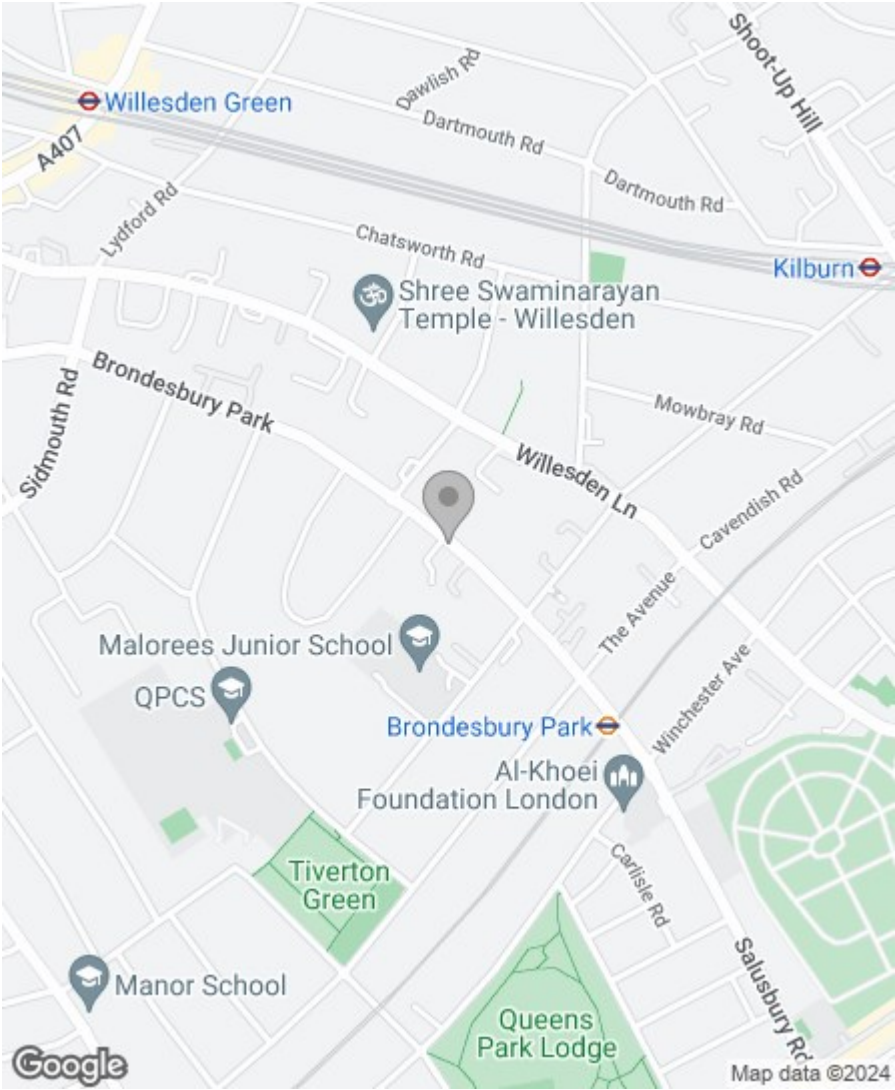 Shoot-Up Hill
Dawlish Rd
Willesden Green
Dartmouth Rd
A407
Dartmouth Rd
Lydford Rd
Chatsworth Rd
Kilburn
Shree Swaminarayan
Temple - Willesden
Brondesbury Park
Sidmouth Rd
Mowbray Rd
Willesden Ln
Cavendish Rd
The Avenue
Malorees Junior School
QPCS
Winchester Ave
Brondesbury Park
Al-Khoei
Foundation London
Tiverton
Green
Carlisle Rd
Salusbury Rd
Manor School
Queens
Park Lodge
Google
Map data ©2024